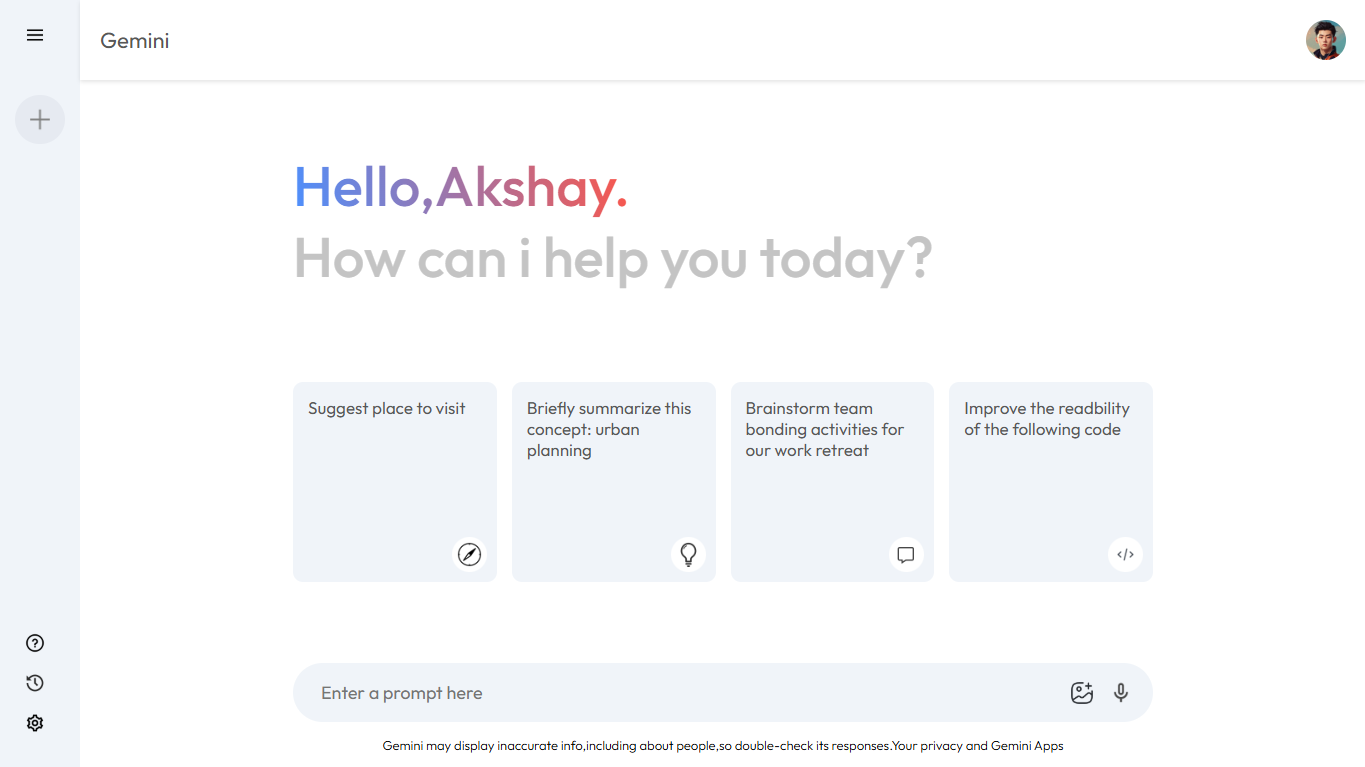 Gemini
Hello,Akshay.
How can i help you today?
Suggest place to visit
Briefly summarize this
concept: urban
planning
Brainstorm team
bonding activities for
our work retreat
Improve the readbility
of the following code
Enter a prompt here
Gemini may display inaccurate info,including about people,so double-check its responses.Your privacy and Gemini Apps